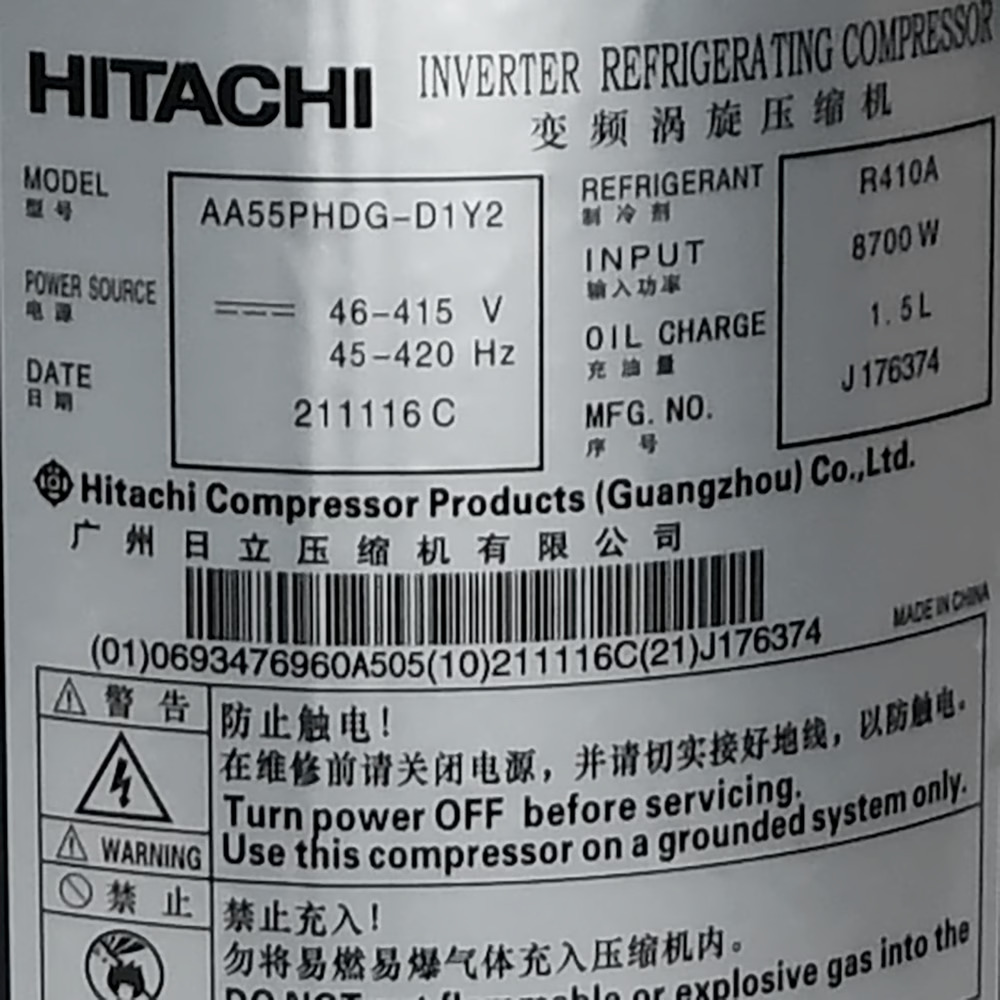 HITACHI INVERTER REFRIGERATING COMPRESSOR
变频涡旋压缩机
MODEL AA55PHDG-D1Y2
型号
POWER SOURCE 46-415 V
电源 45-420 Hz
DATE 211116C
日期
REFRIGERANT R410A
制冷剂
INPUT 8700W
输入功率
OIL CHARGE 1.5L
充油量
MFG. NO. J176374
序号
Hitachi Compressor Products (Guangzhou) Co.,Ltd.
广州日立压缩机有限公司
MADE IN CHINA
(01)0693476960A505(10)211116C(21)J176374
警告
防止触电!
在维修前请关闭电源，并请切实接好地线，以防触电。
Turn power OFF before servicing.
WARNING
Use this compressor on a grounded system only.
禁止
禁止充入!
勿将易燃易爆气体充入压缩机内。
or explosive gas into the